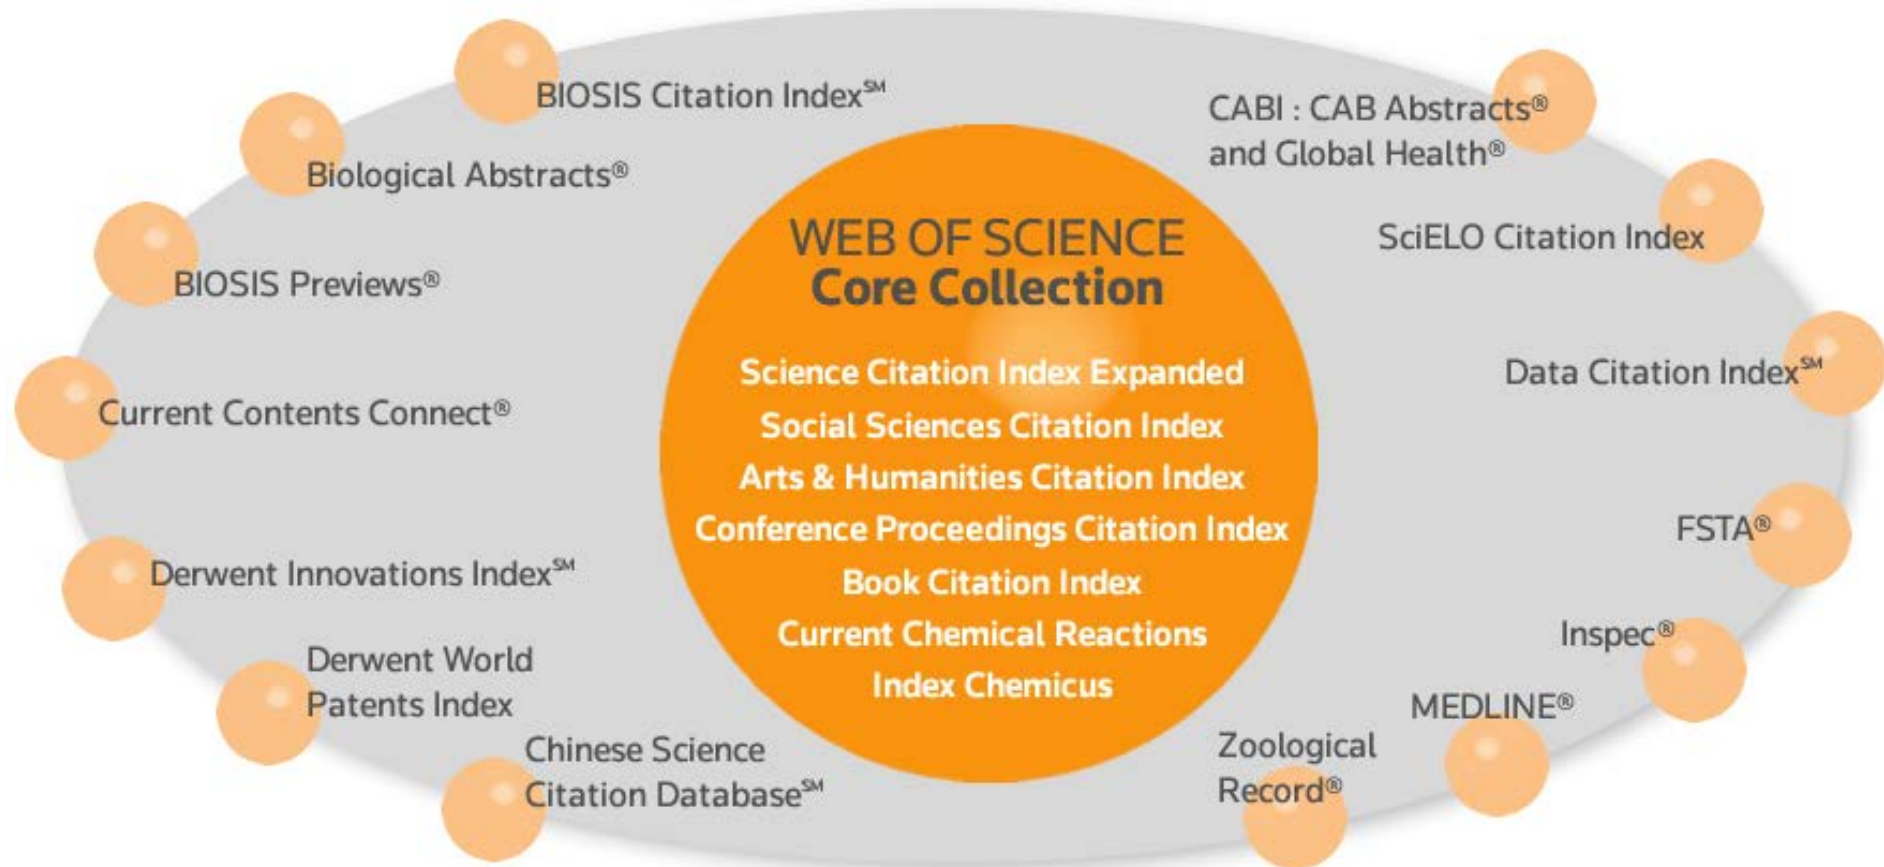 BIOSIS Citation Index℠
Biological Abstracts®
BIOSIS Previews®
Current Contents Connect®
Derwent Innovations Index℠
Derwent World
Patents Index
Chinese Science
Citation Database℠
WEB OF SCIENCE
Core Collection
Science Citation Index Expanded
Social Sciences Citation Index
Arts & Humanities Citation Index
Conference Proceedings Citation Index
Book Citation Index
Current Chemical Reactions
Index Chemicus
CABI : CAB Abstracts®
and Global Health®
SciELO Citation Index
Data Citation Index℠
FSTA®
Inspec®
MEDLINE®
Zoological
Record®